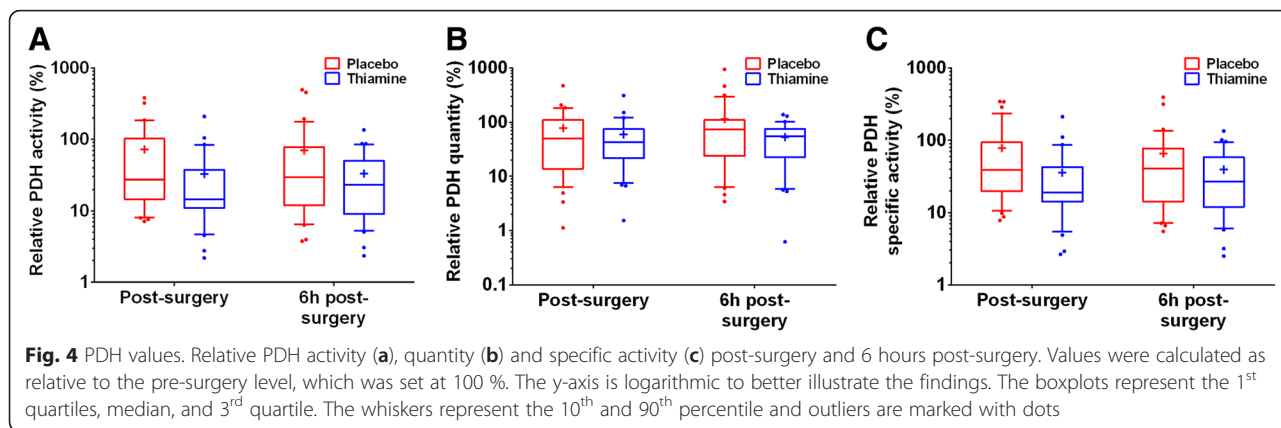 A
B
C
Placebo
Thiamine
Relative PDH activity (%)
1000
100
10
1
Post-surgery
6h post-
surgery
Placebo
Thiamine
Relative PDH quantity (%)
1000
100
10
1
0.1
Post-surgery
6h post-
surgery
Placebo
Thiamine
Relative PDH
specific activity (%)
1000
100
10
1
Post-surgery
6h post-
surgery
Fig. 4 PDH values. Relative PDH activity (a), quantity (b) and specific activity (c) post-surgery and 6 hours post-surgery. Values were calculated as
relative to the pre-surgery level, which was set at 100 %. The y-axis is logarithmic to better illustrate the findings. The boxplots represent the 1st
quartiles, median, and 3rd quartile. The whiskers represent the 10th and 90th percentile and outliers are marked with dots